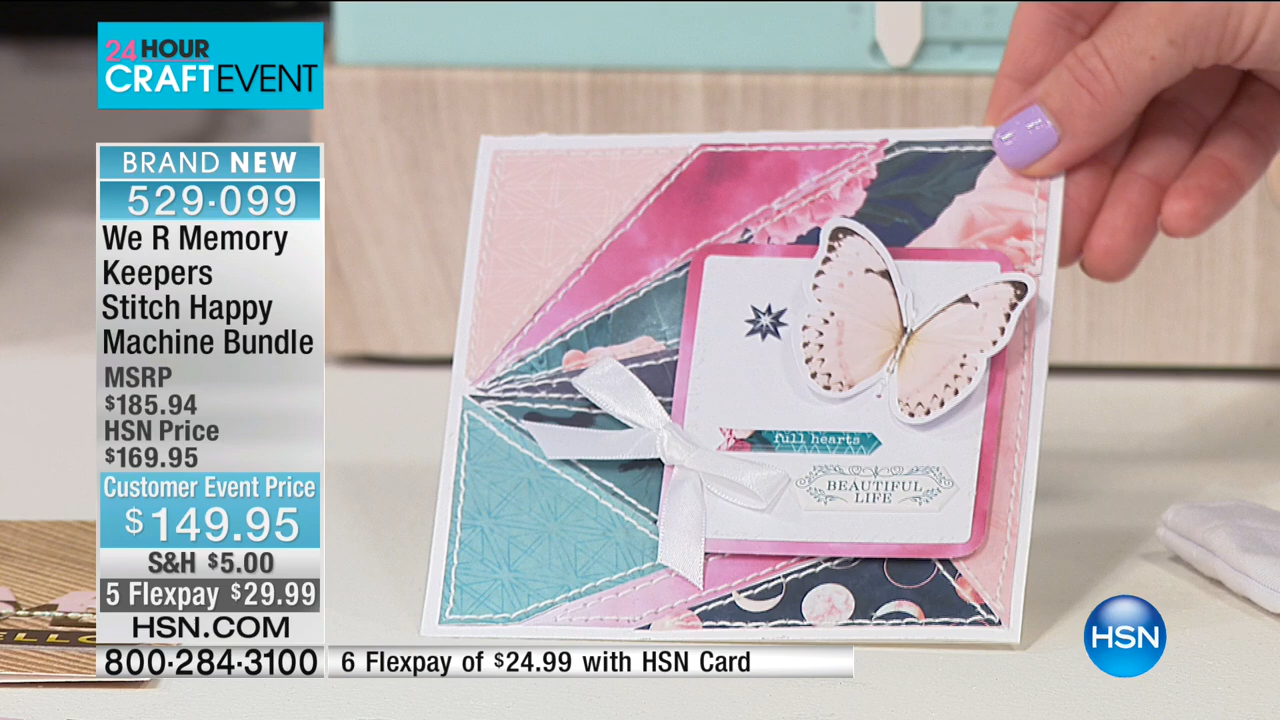 24 HOUR
CRAFT EVENT
BRAND NEW
529-099
We R Memory
Keepers
Stitch Happy
Machine Bundle
MSRP
$185.94
HSN Price
$169.95
Customer Event Price
$149.95
S&H $5.00
5 Flexpay $29.99
HSN.COM
800-284-3100
6 Flexpay of $24.99 with HSN Card
full hearts
BEAUTIFUL
LIFE
HSN